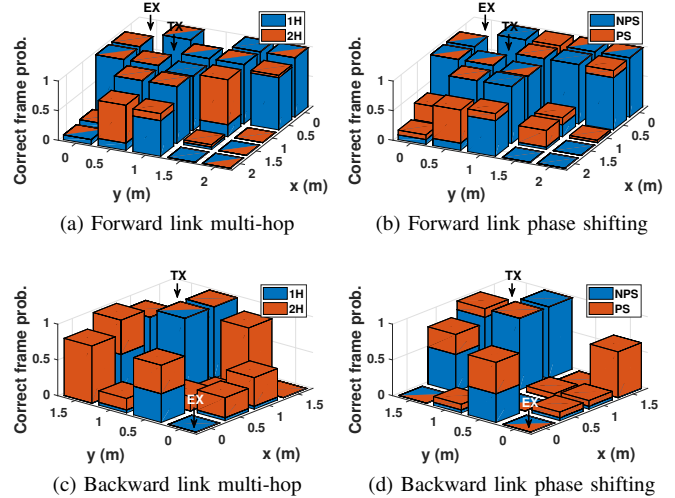 EX
TX
1H
2H
Correct frame prob.
1
0.5
0
0
0.5
1
1.5
2
y (m)
2
1.5
1
0.5
0
x (m)
(a) Forward link multi-hop
EX
TX
NPS
PS
Correct frame prob.
1
0.5
0
0
0.5
1
1.5
2
y (m)
2
1.5
1
0.5
0
x (m)
(b) Forward link phase shifting
TX
1H
2H
Correct frame prob.
1
0.5
0
EX
1.5
1
0.5
0
y (m)
0
0.5
1
1.5
x (m)
(c) Backward link multi-hop
TX
NPS
PS
Correct frame prob.
1
0.5
0
EX
1.5
1
0.5
0
y (m)
0
0.5
1
1.5
x (m)
(d) Backward link phase shifting